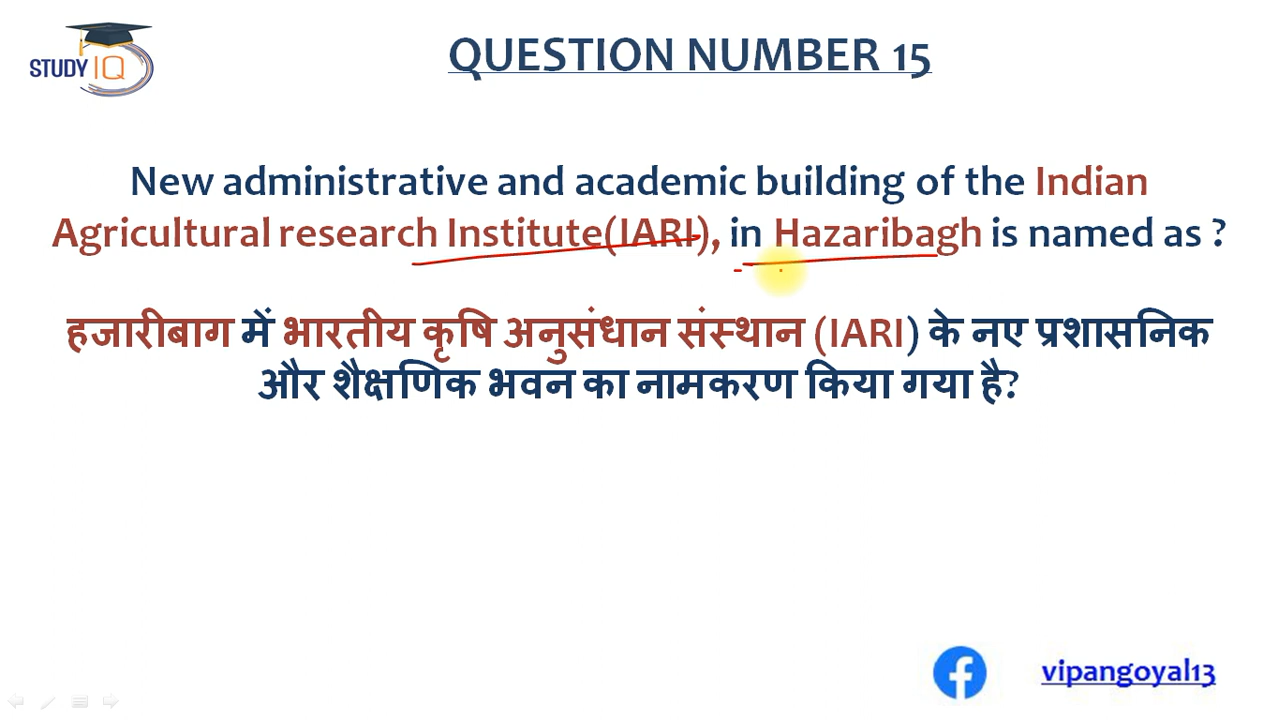 STUDY IQ
QUESTION NUMBER 15
New administrative and academic building of the Indian
Agricultural research Institute(IARI), in Hazaribagh is named as ?
हजारीबाग में भारतीय कृषि अनुसंधान संस्थान (IARI) के नए प्रशासनिक
और शैक्षणिक भवन का नामकरण किया गया है?
vipangoyal13